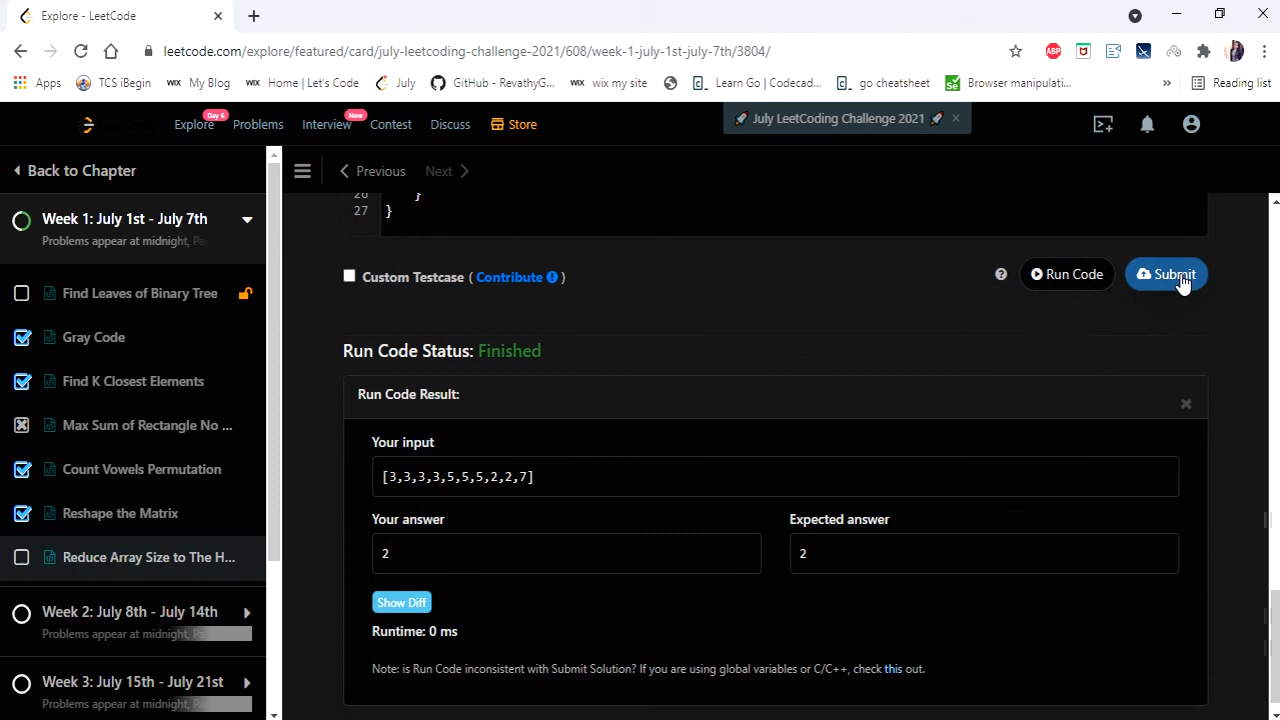 Explore - LeetCode
leetcode.com/explore/featured/card/july-leetcoding-challenge-2021/608/week-1-july-1st-july-7th/3804/
ABP
Apps TCS iBegin WIX My Blog WIX Home | Let's Code July GitHub - RevathyG... WIX wix my site Learn Go | Codecad... go cheatsheet Se Browser manipulati... » Reading list
Explore Day 6 Problems Interview New Contest Discuss Store
July LeetCoding Challenge 2021
Back to Chapter
Previous Next
Week 1: July 1st - July 7th
Problems appear at midnight,
Find Leaves of Binary Tree
Gray Code
Find K Closest Elements
Max Sum of Rectangle No ...
Count Vowels Permutation
Reshape the Matrix
Reduce Array Size to The H...
Week 2: July 8th - July 14th
Problems appear at midnight,
Week 3: July 15th - July 21st
Problems appear at midnight,
26 }
27 }
Custom Testcase ( Contribute )
Run Code
Submit
Run Code Status: Finished
Run Code Result:
Your input
[3,3,3,3,5,5,5,2,2,7]
Your answer
2
Expected answer
2
Show Diff
Runtime: 0 ms
Note: is Run Code inconsistent with Submit Solution? If you are using global variables or C/C++, check this out.